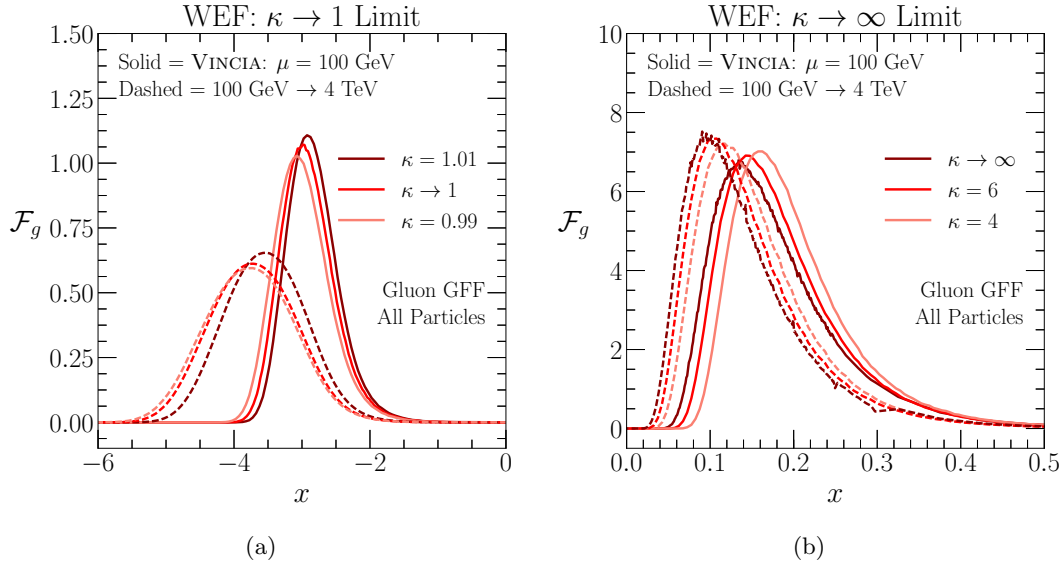 WEF: κ → 1 Limit
Solid = VINCIA: μ = 100 GeV
Dashed = 100 GeV → 4 TeV
κ = 1.01
κ → 1
κ = 0.99
Gluon GFF
All Particles
1.50
1.25
1.00
0.75
0.50
0.25
0.00
−6
−4
−2
0
F_g
x
(a)
WEF: κ → ∞ Limit
Solid = VINCIA: μ = 100 GeV
Dashed = 100 GeV → 4 TeV
κ → ∞
κ = 6
κ = 4
Gluon GFF
All Particles
10
8
6
4
2
0
0.0
0.1
0.2
0.3
0.4
0.5
F_g
x
(b)